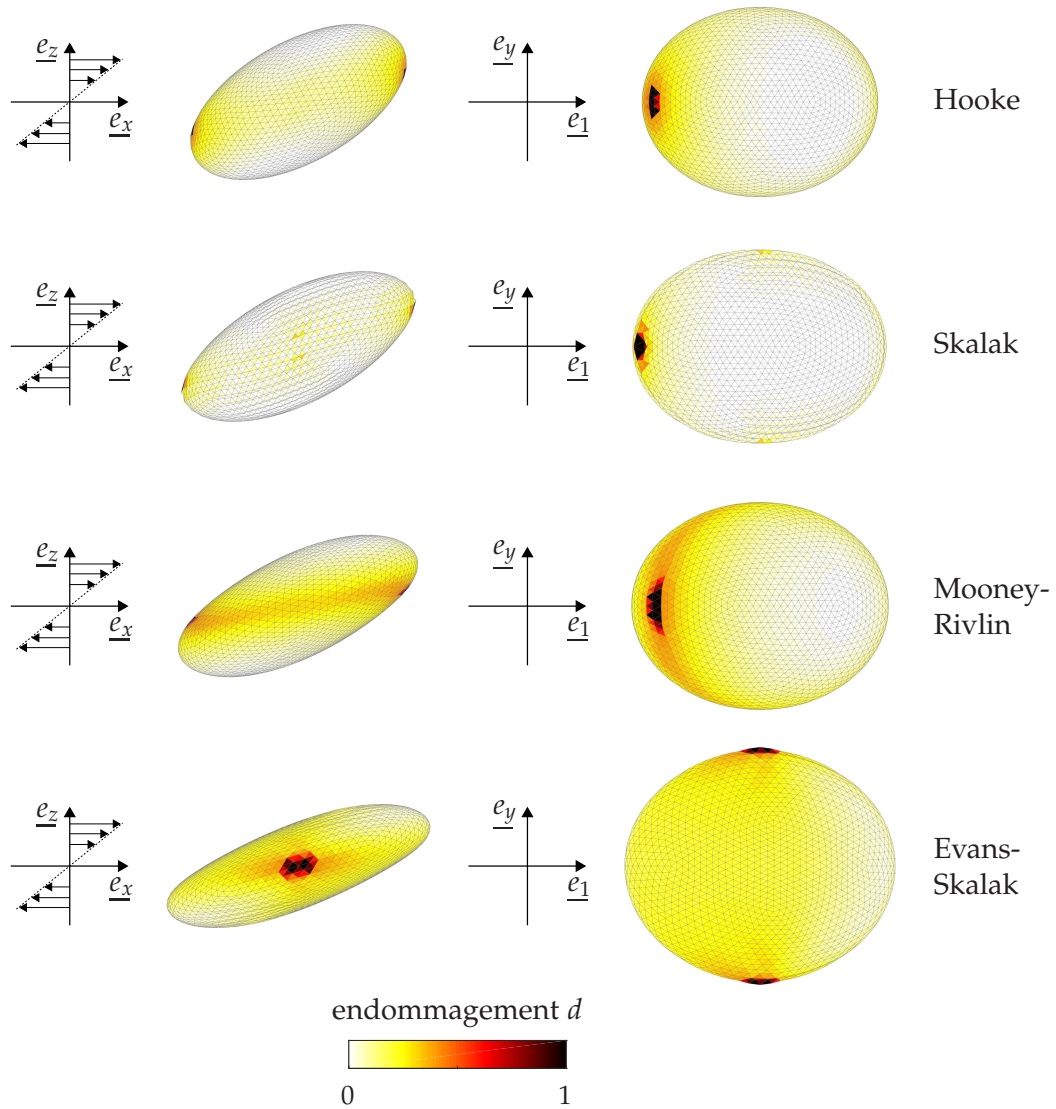 e_z
e_x
e_y
e_1
Hooke
e_z
e_x
e_y
e_1
Skalak
e_z
e_x
e_y
e_1
Mooney-
Rivlin
e_z
e_x
e_y
e_1
Evans-
Skalak
endommagement d
0 1